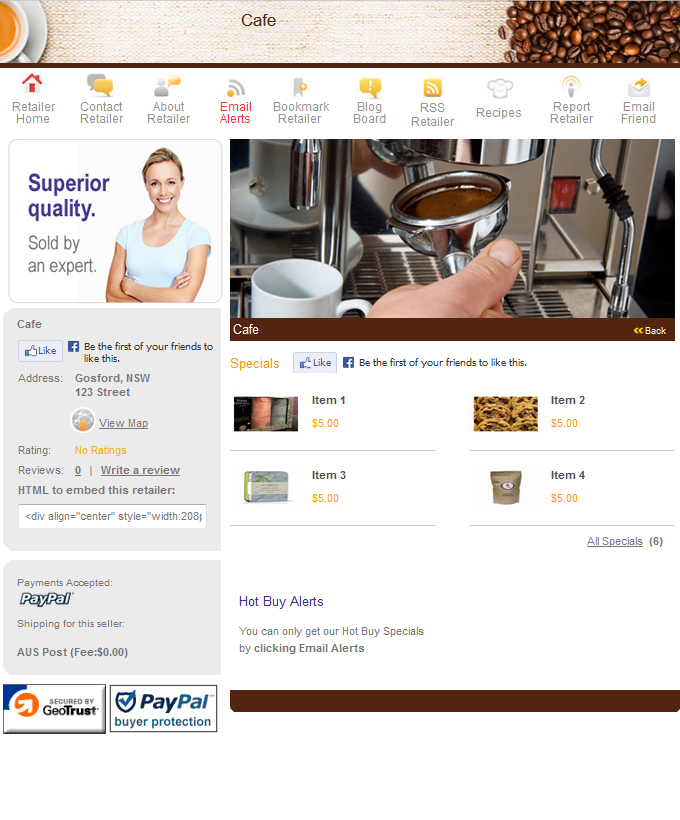 Cafe
Retailer Home
Contact Retailer
About Retailer
Email Alerts
Bookmark Retailer
Blog Board
RSS Retailer
Recipes
Report Retailer
Email Friend
Superior
quality.
Sold by
an expert.
Cafe
Like
Be the first of your friends to
like this.
Address: Gosford, NSW
123 Street
View Map
Rating: No Ratings
Reviews: 0 | Write a review
HTML to embed this retailer:
<div align="center" style="width:208p
Payments Accepted:
PayPal
Shipping for this seller:
AUS Post (Fee:$0.00)
SECURED BY
GeoTrust
PayPal
buyer protection
Cafe
Back
Specials
Like
Be the first of your friends to like this.
Item 1
$5.00
Item 2
$5.00
Item 3
$5.00
Item 4
$5.00
All Specials (6)
Hot Buy Alerts
You can only get our Hot Buy Specials
by clicking Email Alerts